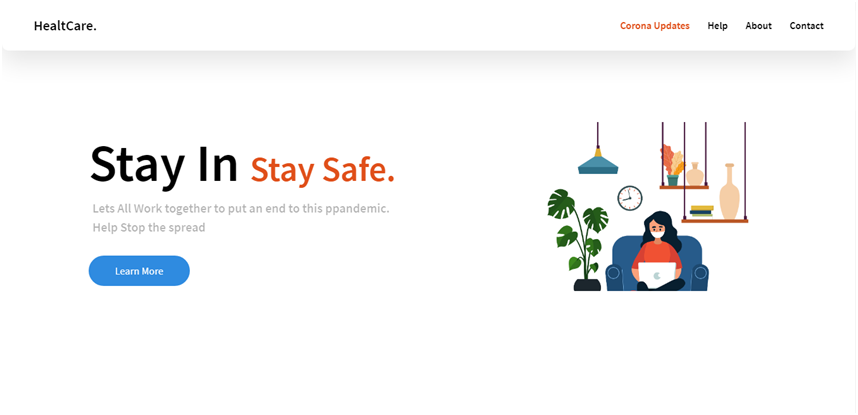 HealtCare.
Corona Updates Help About Contact
Stay In Stay Safe.
Lets All Work together to put an end to this ppandemic.
Help Stop the spread
Learn More